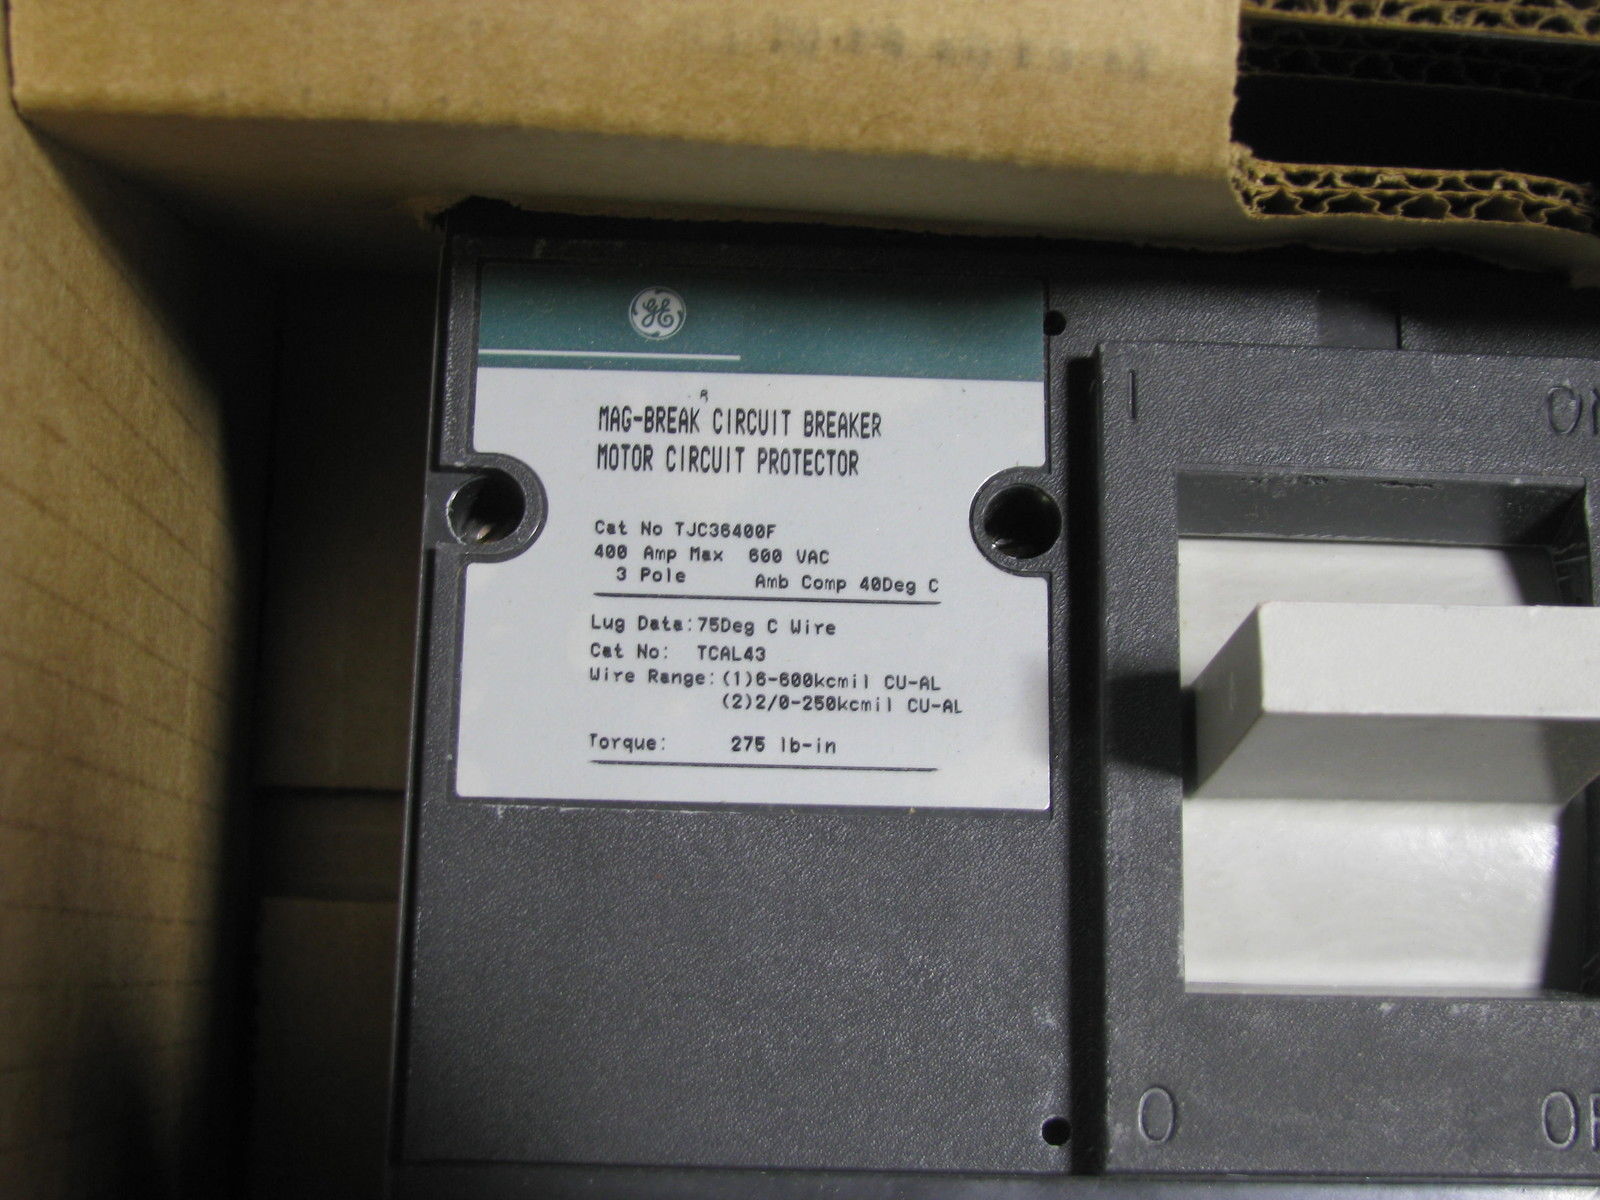 GE
R
MAG-BREAK CIRCUIT BREAKER
MOTOR CIRCUIT PROTECTOR
Cat No TJC36400F
400 Amp Max 600 VAC
3 Pole Amb Comp 40Deg C
Lug Data: 75Deg C Wire
Cat No: TCAL43
Wire Range: (1)6-600kcmil CU-AL
(2)2/0-250kcmil CU-AL
Torque: 275 lb-in
I
O